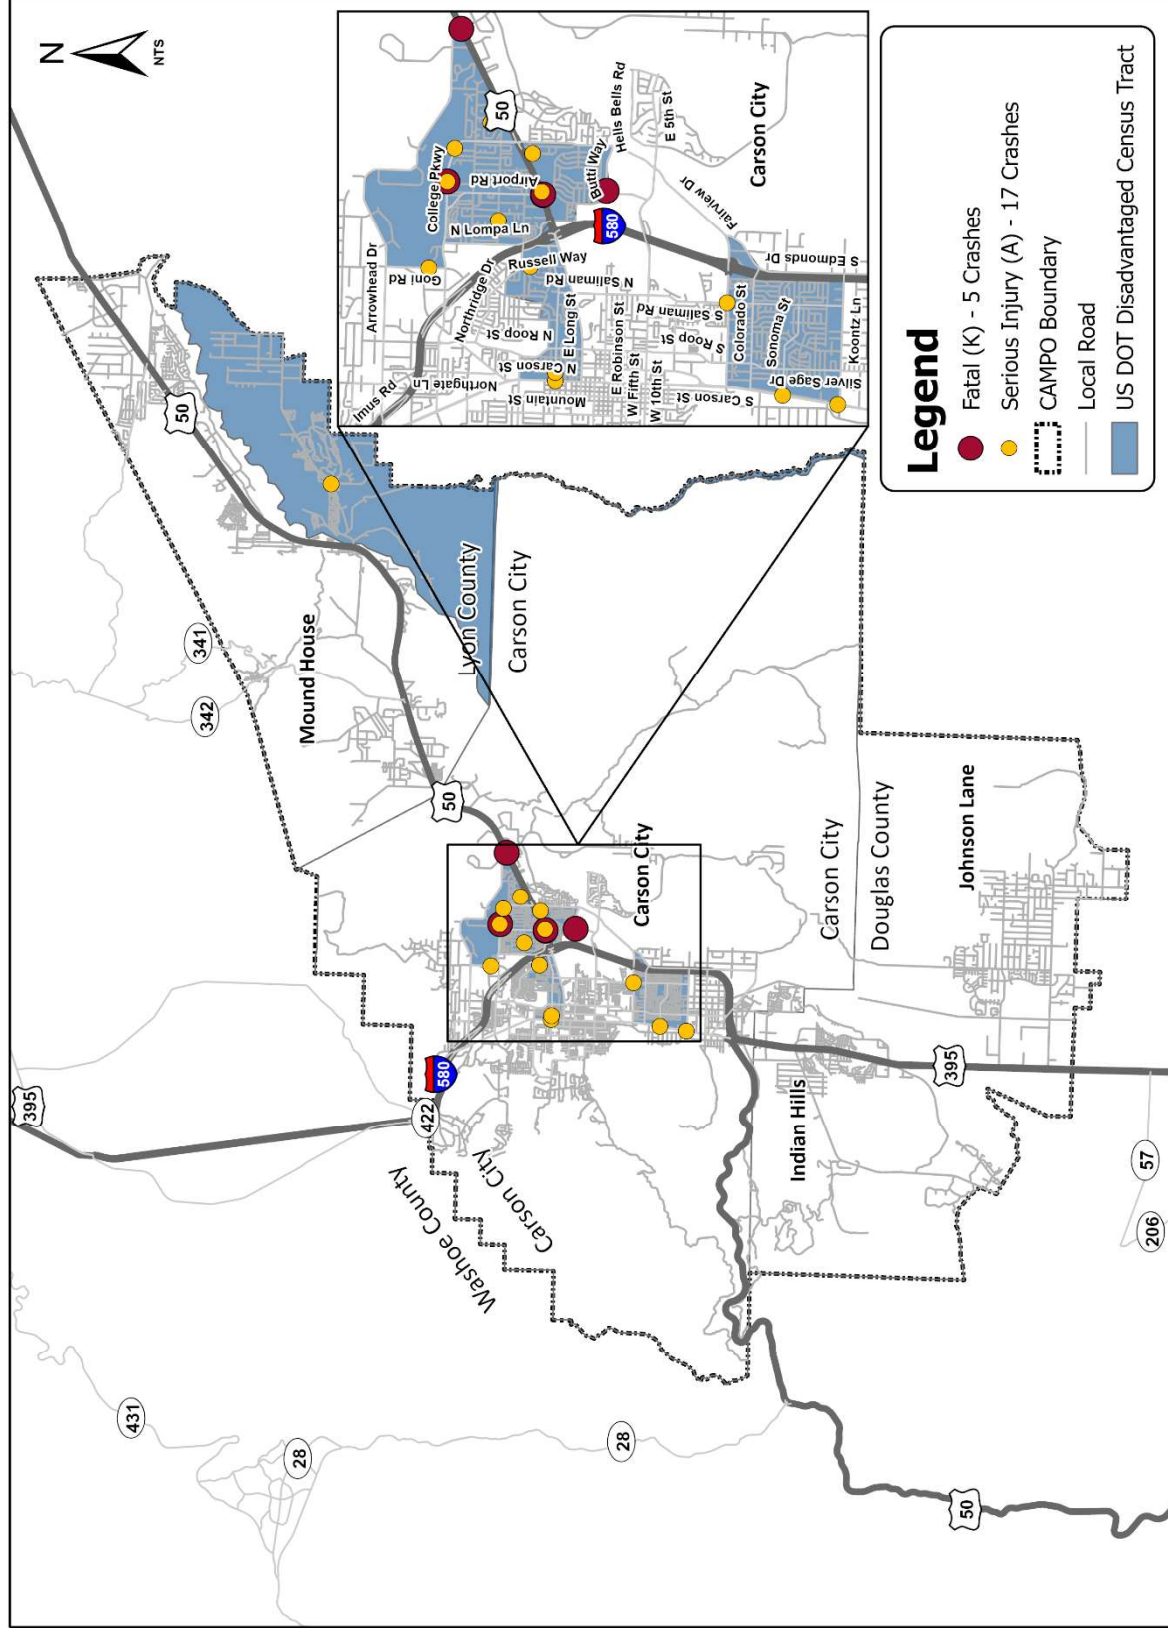 N
NTS
395
50
341
342
431
28
422
580
Mound House
Washoe County
Carson City
Lyon County
Carson City
50
28
Carson City
Carson City
Douglas County
Indian Hills
Johnson Lane
395
50
57
206
Arrowhead Dr
Goni Rd
College Pkwy
Imus Rd
Northridge Dr
Northgate Ln
N Lompa Ln
Airport Rd
50
Russell Way
N Saliman Rd
N Roop St
E Long St
N Carson St
Mountain St
Butti Way
Hells Bells Rd
580
E 5th St
E Robinson St
W Fifth St
W 10th St
Fairview Dr
S Saliman Rd
S Roop St
S Carson St
Colorado St
Sonoma St
Silver Sage Dr
Koontz Ln
S Edmonds Dr
Carson City
Legend
Fatal (K) - 5 Crashes
Serious Injury (A) - 17 Crashes
CAMPO Boundary
Local Road
US DOT Disadvantaged Census Tract